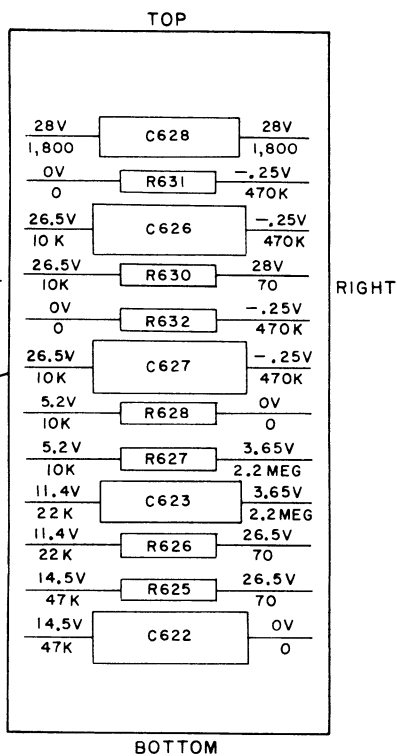 TOP
28V C628 28V
1,800 1,800
0V R631 -.25V
0 470K
26.5V C626 -.25V
10 K 470K
26.5V R630 28V
10K 70
0V R632 -.25V
0 470K
26.5V C627 -.25V
10K 470K
RIGHT
5.2V R628 0V
10K 0
5.2V R627 3.65V
10K 2.2 MEG
11.4V C623 3.65V
22 K 2.2 MEG
11.4V R626 26.5V
22 K 70
14.5V R625 26.5V
47 K 70
14.5V C622 0V
47K 0
BOTTOM